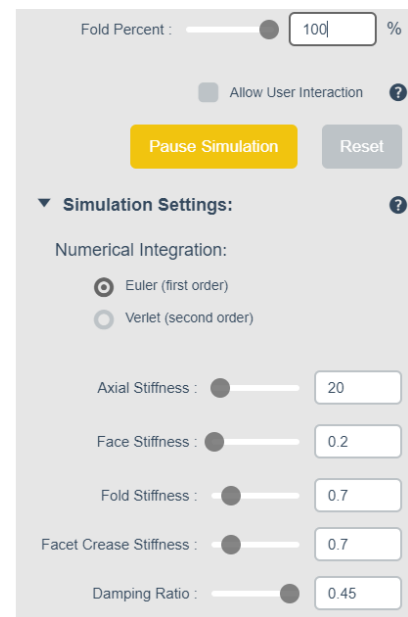 Fold Percent : 100 %
Allow User Interaction ?
Pause Simulation Reset
Simulation Settings: ?
Numerical Integration:
Euler (first order)
Verlet (second order)
Axial Stiffness : 20
Face Stiffness : 0.2
Fold Stiffness : 0.7
Facet Crease Stiffness : 0.7
Damping Ratio : 0.45